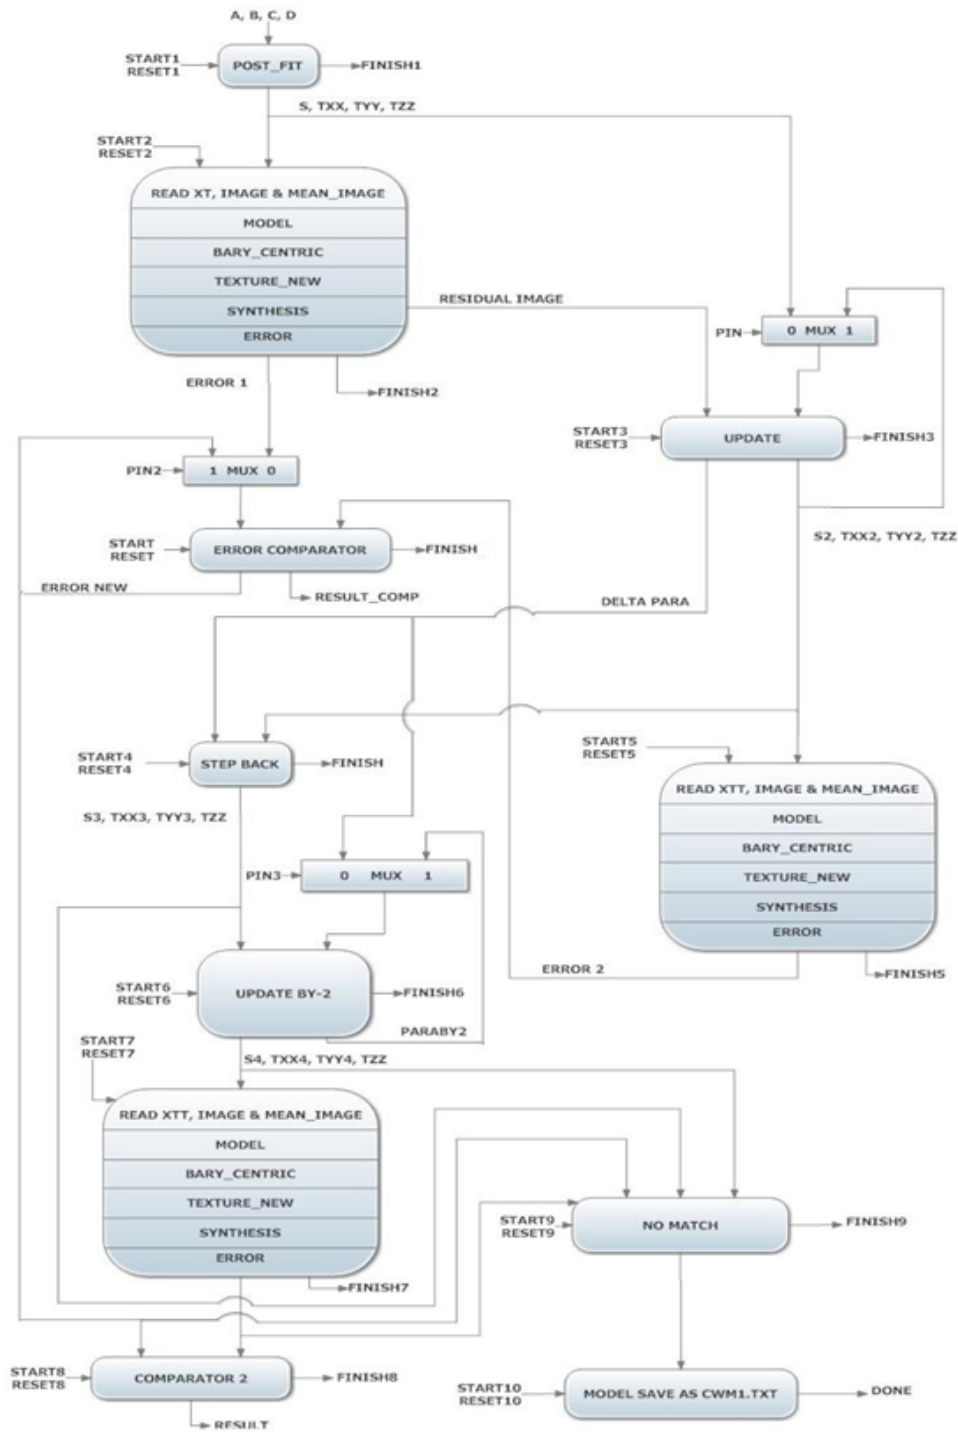 A, B, C, D
START1
RESET1
POST_FIT
FINISH1
S, TXX, TYY, TZZ
START2
RESET2
READ XT, IMAGE & MEAN_IMAGE
MODEL
BARY_CENTRIC
TEXTURE_NEW
SYNTHESIS
ERROR
RESIDUAL IMAGE
PIN
0 MUX 1
ERROR 1
FINISH2
START3
RESET3
UPDATE
FINISH3
PIN2
1 MUX 0
START
RESET
ERROR COMPARATOR
FINISH
S2, TXX2, TYY2, TZZ
ERROR NEW
RESULT_COMP
DELTA PARA
START4
RESET4
STEP BACK
FINISH
START5
RESET5
READ XTT, IMAGE & MEAN_IMAGE
MODEL
BARY_CENTRIC
TEXTURE_NEW
SYNTHESIS
ERROR
S3, TXX3, TYY3, TZZ
PIN3
0 MUX 1
ERROR 2
FINISH5
START6
RESET6
UPDATE BY-2
FINISH6
PARABY2
START7
RESET7
S4, TXX4, TYY4, TZZ
READ XTT, IMAGE & MEAN_IMAGE
MODEL
BARY_CENTRIC
TEXTURE_NEW
SYNTHESIS
ERROR
START9
RESET9
NO MATCH
FINISH9
FINISH7
START8
RESET8
COMPARATOR 2
FINISH8
RESULT
START10
RESET10
MODEL SAVE AS CWM1.TXT
DONE